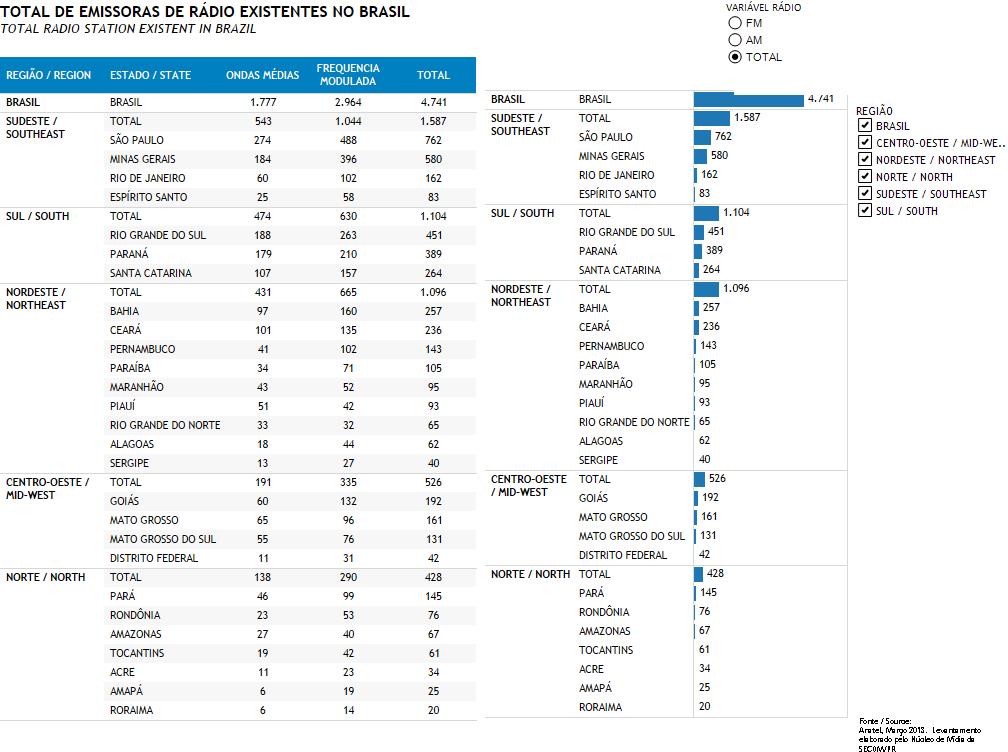 TOTAL DE EMISSORAS DE RÁDIO EXISTENTES NO BRASIL
TOTAL RADIO STATION EXISTENT IN BRAZIL
REGIÃO / REGION ESTADO / STATE ONDAS MÉDIAS FREQUENCIA MODULADA TOTAL
BRASIL BRASIL 1.777 2.964 4.741
SUDESTE / SOUTHEAST TOTAL 543 1.044 1.587
SÃO PAULO 274 488 762
MINAS GERAIS 184 396 580
RIO DE JANEIRO 60 102 162
ESPÍRITO SANTO 25 58 83
SUL / SOUTH TOTAL 474 630 1.104
RIO GRANDE DO SUL 188 263 451
PARANÁ 179 210 389
SANTA CATARINA 107 157 264
NORDESTE / NORTHEAST TOTAL 431 665 1.096
BAHIA 97 160 257
CEARÁ 101 135 236
PERNAMBUCO 41 102 143
PARAÍBA 34 71 105
MARANHÃO 43 52 95
PIAUÍ 51 42 93
RIO GRANDE DO NORTE 33 32 65
ALAGOAS 18 44 62
SERGIPE 13 27 40
CENTRO-OESTE / MID-WEST TOTAL 191 335 526
GOIÁS 60 132 192
MATO GROSSO 65 96 161
MATO GROSSO DO SUL 55 76 131
DISTRITO FEDERAL 11 31 42
NORTE / NORTH TOTAL 138 290 428
PARÁ 46 99 145
RONDÔNIA 23 53 76
AMAZONAS 27 40 67
TOCANTINS 19 42 61
ACRE 11 23 34
AMAPÁ 6 19 25
RORAIMA 6 14 20
VARIÁVEL RÁDIO
FM
AM
TOTAL
BRASIL BRASIL 4.741
SUDESTE / SOUTHEAST TOTAL 1.587
SÃO PAULO 762
MINAS GERAIS 580
RIO DE JANEIRO 162
ESPÍRITO SANTO 83
SUL / SOUTH TOTAL 1.104
RIO GRANDE DO SUL 451
PARANÁ 389
SANTA CATARINA 264
NORDESTE / NORTHEAST TOTAL 1.096
BAHIA 257
CEARÁ 236
PERNAMBUCO 143
PARAÍBA 105
MARANHÃO 95
PIAUÍ 93
RIO GRANDE DO NORTE 65
ALAGOAS 62
SERGIPE 40
CENTRO-OESTE / MID-WEST TOTAL 526
GOIÁS 192
MATO GROSSO 161
MATO GROSSO DO SUL 131
DISTRITO FEDERAL 42
NORTE / NORTH TOTAL 428
PARÁ 145
RONDÔNIA 76
AMAZONAS 67
TOCANTINS 61
ACRE 34
AMAPÁ 25
RORAIMA 20
REGIÃO
BRASIL
CENTRO-OESTE / MID-WE..
NORDESTE / NORTHEAST
NORTE / NORTH
SUDESTE / SOUTHEAST
SUL / SOUTH
Fonte / Source:
Anatel, Março 2013. Levantamento
elaborado pelo Núcleo de Mídia da
SECOM/PR